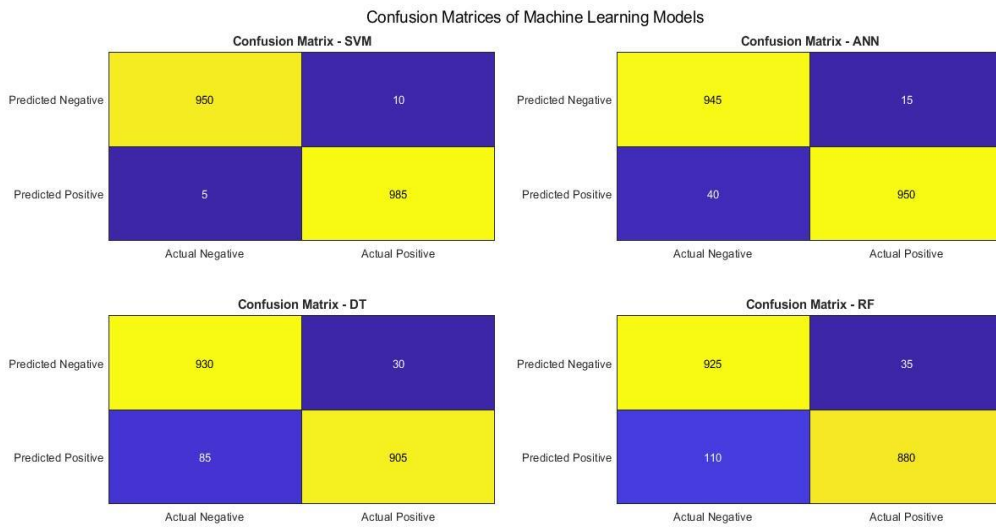 Confusion Matrices of Machine Learning Models
Confusion Matrix - SVM
Predicted Negative 950 10
Predicted Positive 5 985
Actual Negative Actual Positive
Confusion Matrix - ANN
Predicted Negative 945 15
Predicted Positive 40 950
Actual Negative Actual Positive
Confusion Matrix - DT
Predicted Negative 930 30
Predicted Positive 85 905
Actual Negative Actual Positive
Confusion Matrix - RF
Predicted Negative 925 35
Predicted Positive 110 880
Actual Negative Actual Positive